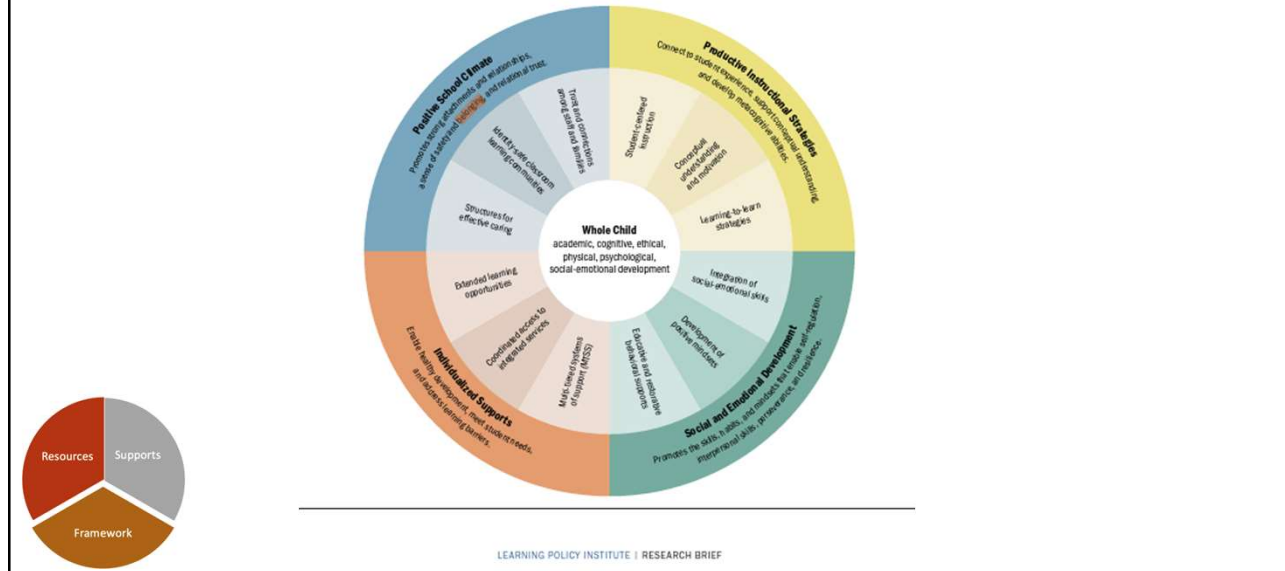 Positive School Climate
Promotes strong attachments and relationships,
a sense of safety and belonging, and relational trust.
Productive Instructional Strategies
Connect to student experience, support conceptual understanding,
and develop metacognitive abilities.
Trust and connections
among staff and families
Identity-safe classroom
learning communities
Structures for
effective caring
Student-centered
instruction
Conceptual
understanding
and motivation
Learning-to-learn
strategies
Whole Child
academic, cognitive, ethical,
physical, psychological,
social-emotional development
Extended learning
opportunities
Coordinated access to
integrated services
Multi-tiered systems
of support (MTSS)
Integration of
social-emotional skills
Development of
positive mindsets
Educative and restorative
behavioral supports
Individualized Supports
Enable healthy development, meet student needs,
and address learning barriers.
Social and Emotional Development
Promotes the skills, habits, and mindsets that enable self-regulation,
interpersonal skills, perseverance, and resilience.
Resources
Supports
Framework
LEARNING POLICY INSTITUTE | RESEARCH BRIEF